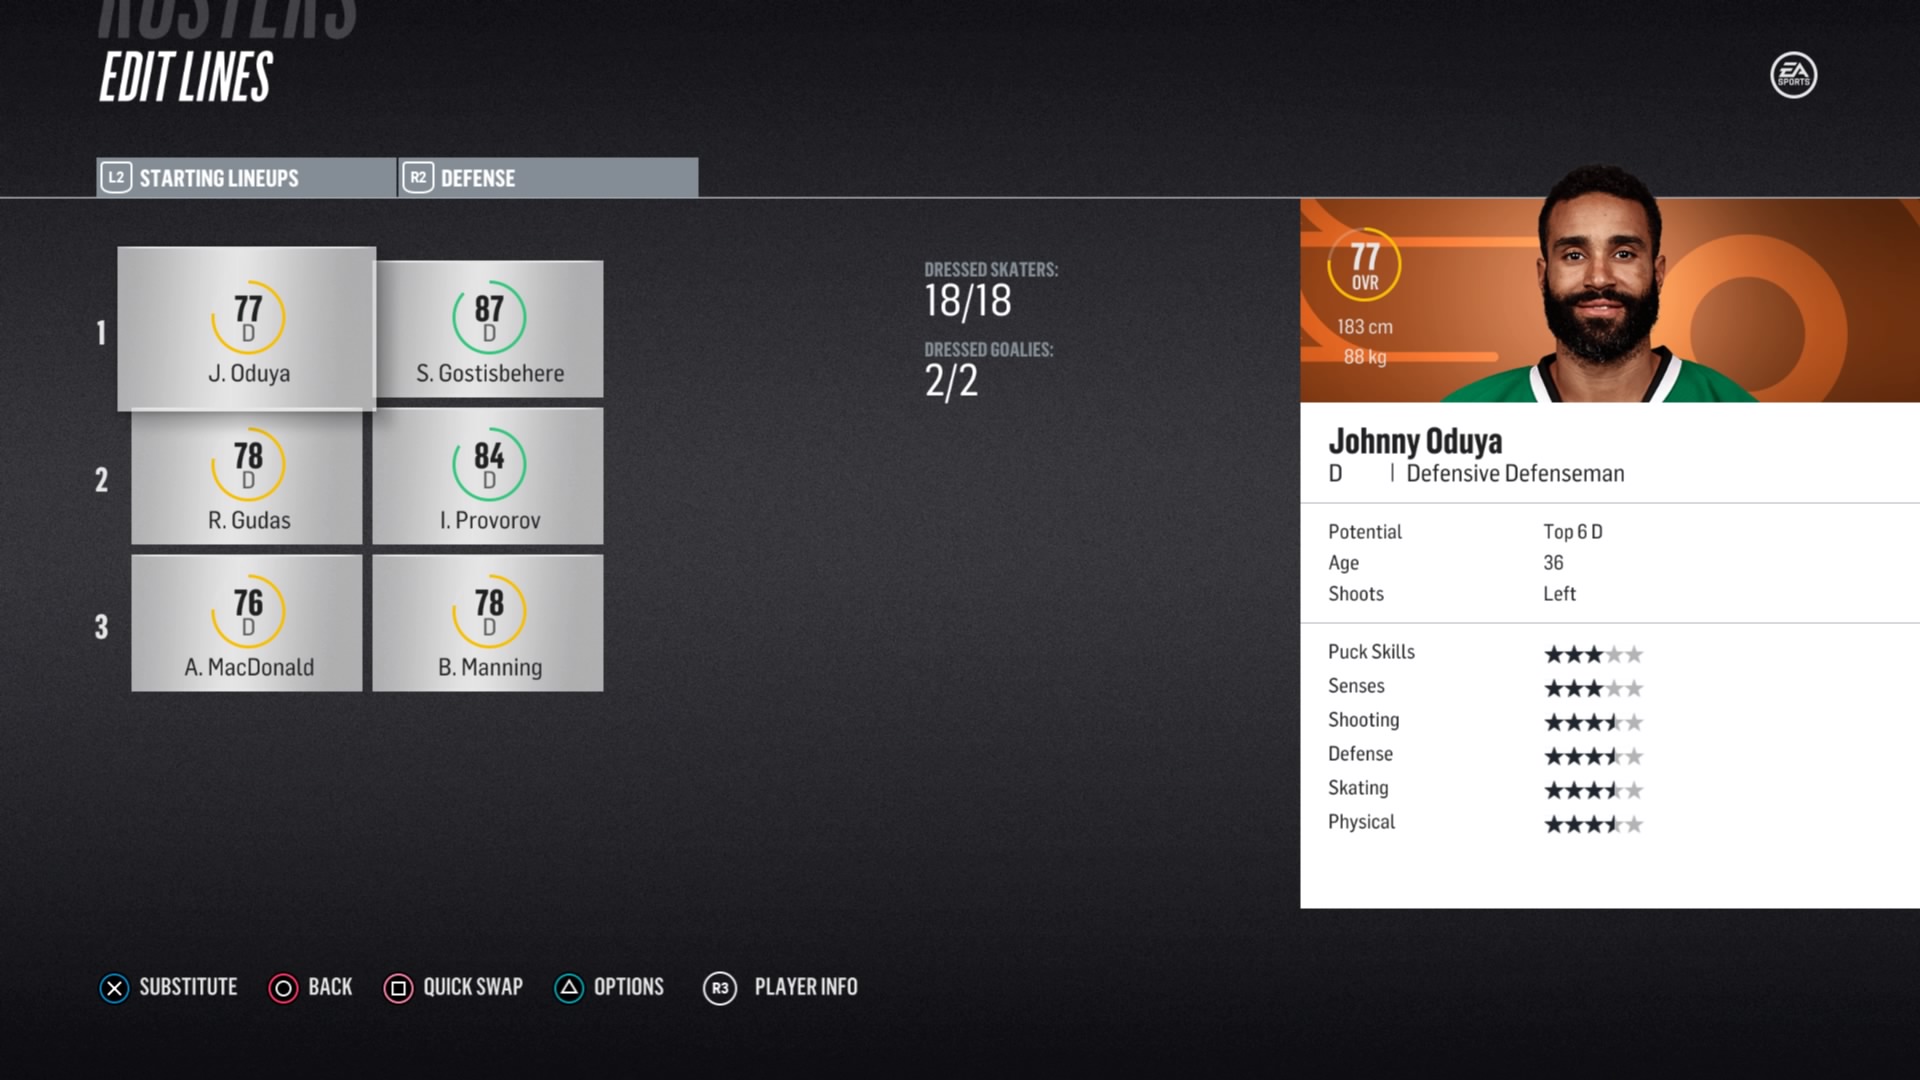 ROSTERS
EDIT LINES
EA SPORTS
L2 STARTING LINEUPS
R2 DEFENSE
1
77 D J. Oduya
87 D S. Gostisbehere
2
78 D R. Gudas
84 D I. Provorov
3
76 D A. MacDonald
78 D B. Manning
DRESSED SKATERS:
18/18
DRESSED GOALIES:
2/2
77
OVR
183 cm
88 kg
Johnny Oduya
D | Defensive Defenseman
Potential Top 6 D
Age 36
Shoots Left
Puck Skills
Senses
Shooting
Defense
Skating
Physical
SUBSTITUTE BACK QUICK SWAP OPTIONS R3 PLAYER INFO